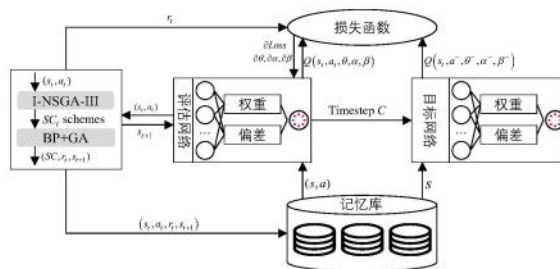 r_t
损失函数
∂Loss
∂θ,∂α,∂β
Q(s_t,a_t,θ,α,β)
Q(s_t,a^-,θ^-,α^-,β^-)
(s_t,a_t)
I-NSGA-III
SC_t schemes
BP+GA
(SC,r_t,s_{t+1})
(s_t,a_t)
s_{t+1}
评估网络
权重
偏差
Timestep C
目标网络
权重
偏差
(s,a)
S
(s_t,a_t,r_t,s_{t+1})
记忆库